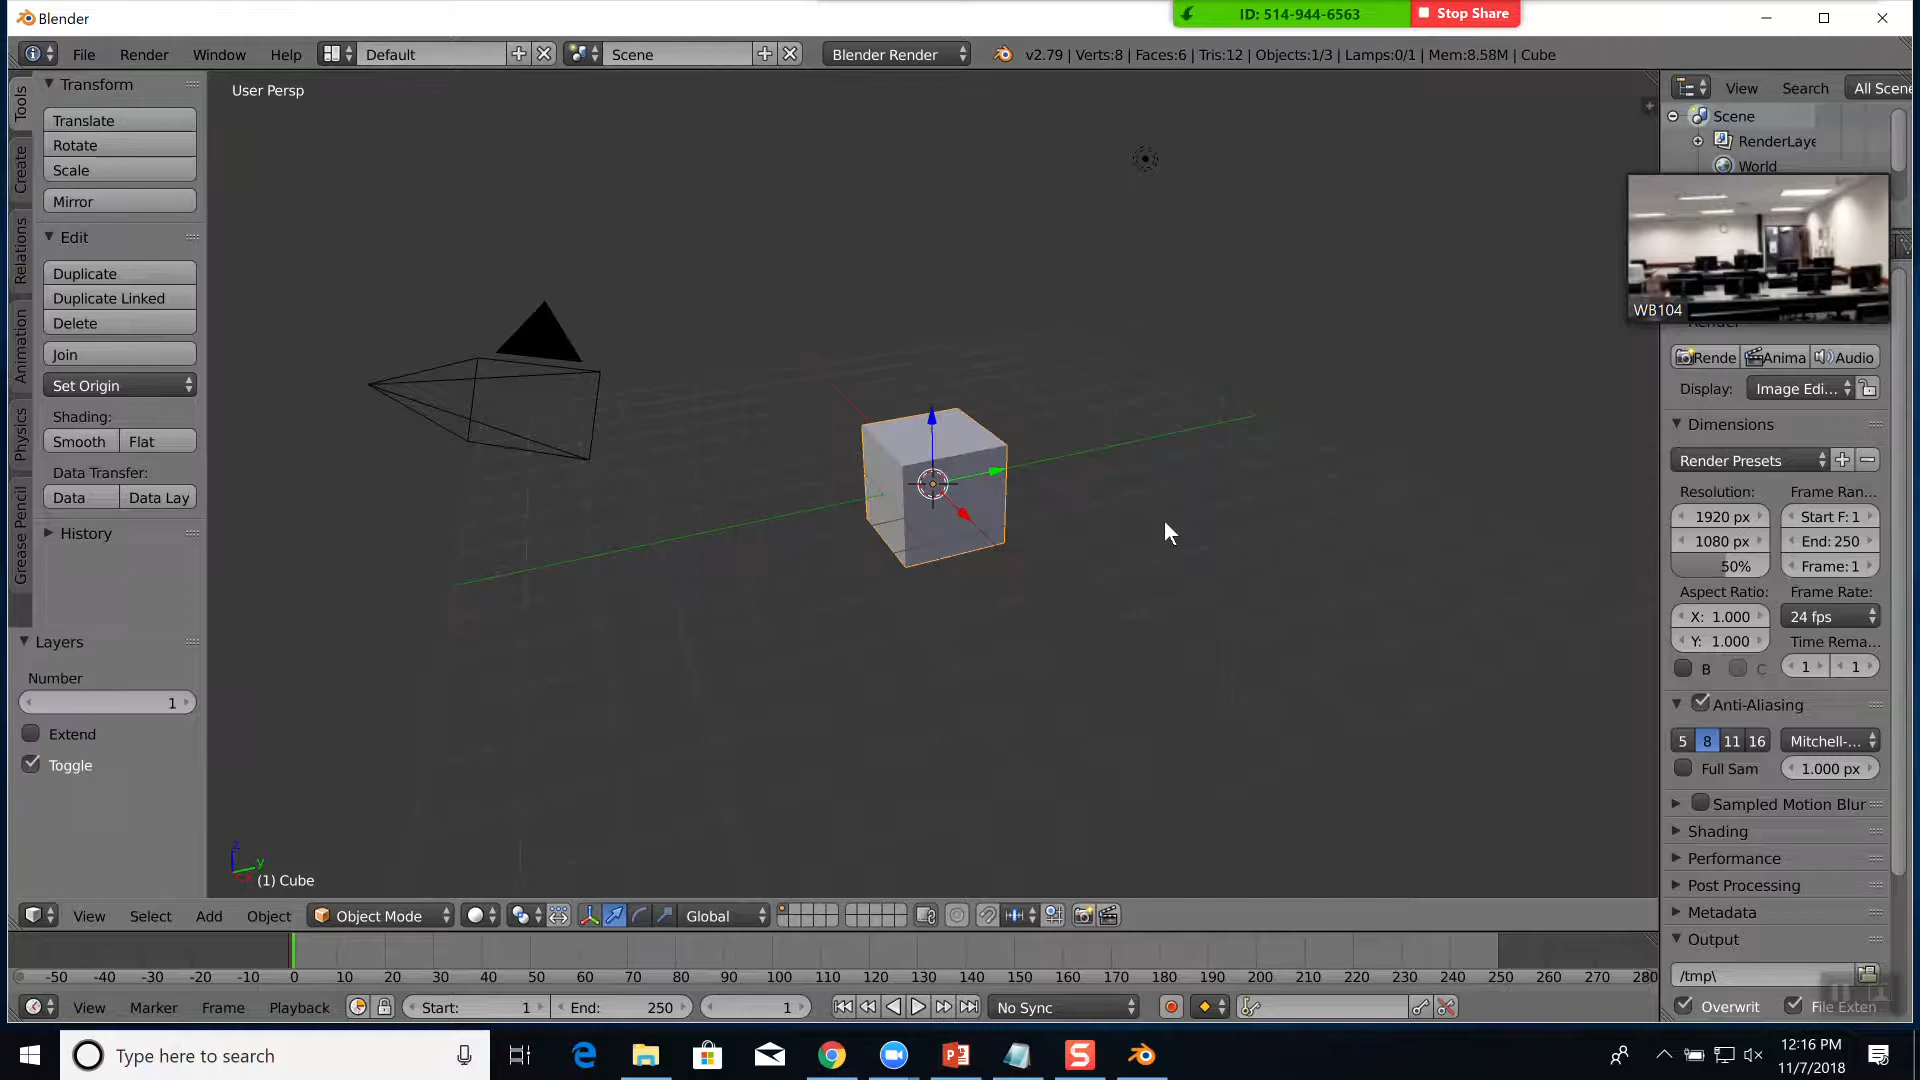 Blender
ID: 514-944-6563
Stop Share
File Render Window Help Default Scene Blender Render v2.79 | Verts:8 | Faces:6 | Tris:12 | Objects:1/3 | Lamps:0/1 | Mem:8.58M | Cube
Tools
Create
Relations
Animation
Physics
Grease Pencil
Transform
Translate
Rotate
Scale
Mirror
Edit
Duplicate
Duplicate Linked
Delete
Join
Set Origin
Shading:
Smooth Flat
Data Transfer:
Data Data Lay
History
Layers
Number
1
Extend
Toggle
User Persp
z
y
(1) Cube
View Search All Scene
Scene
RenderLaye
World
WB104
Render
Rende Anima Audio
Display: Image Edi...
Dimensions
Render Presets
Resolution: Frame Ran...
1920 px Start F: 1
1080 px End: 250
50% Frame: 1
Aspect Ratio: Frame Rate:
X: 1.000 24 fps
Y: 1.000 Time Rema...
B C 1 1
Anti-Aliasing
5 8 11 16 Mitchell-...
Full Sam 1.000 px
Sampled Motion Blur
Shading
Performance
Post Processing
Metadata
Output
/tmp\
Overwrit File Exten
View Select Add Object Object Mode Global
-50 -40 -30 -20 -10 0 10 20 30 40 50 60 70 80 90 100 110 120 130 140 150 160 170 180 190 200 210 220 230 240 250 260 270 280
View Marker Frame Playback Start: 1 End: 250 1 No Sync
Type here to search
12:16 PM
11/7/2018